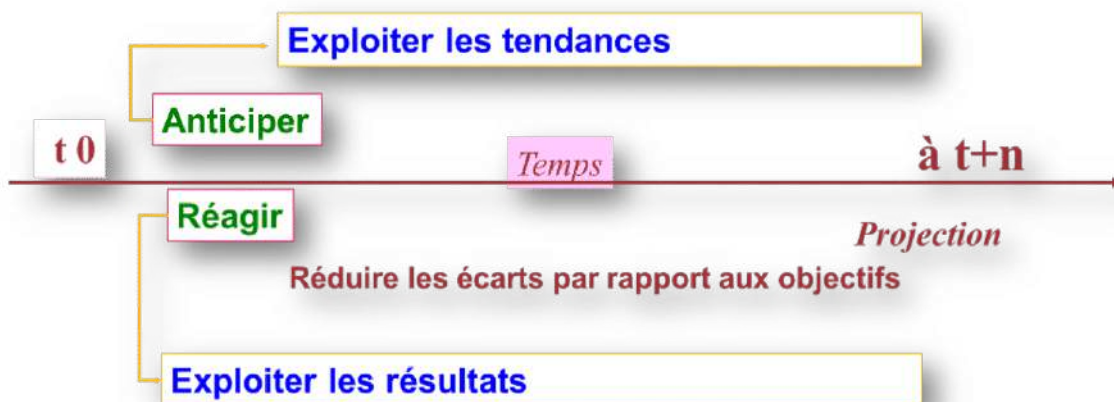 Exploiter les tendances
Anticiper
t 0
Temps
à t+n
Réagir
Projection
Réduire les écarts par rapport aux objectifs
Exploiter les résultats